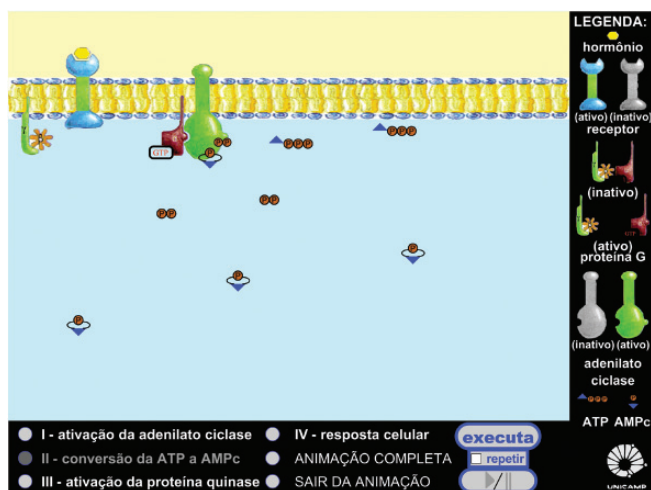 LEGENDA:
hormônio
(ativo) (inativo)
receptor
(inativo)
GTP
(ativo)
proteína G
(inativo) (ativo)
adenilato
ciclase
ATP AMPc
UNICAMP
GTP
P P
P P P
P P P
P
P P
P P
P
P
P
I - ativação da adenilato ciclase
II - conversão da ATP a AMPc
III - ativação da proteína quinase
IV - resposta celular
ANIMAÇÃO COMPLETA
SAIR DA ANIMAÇÃO
executa
repetir